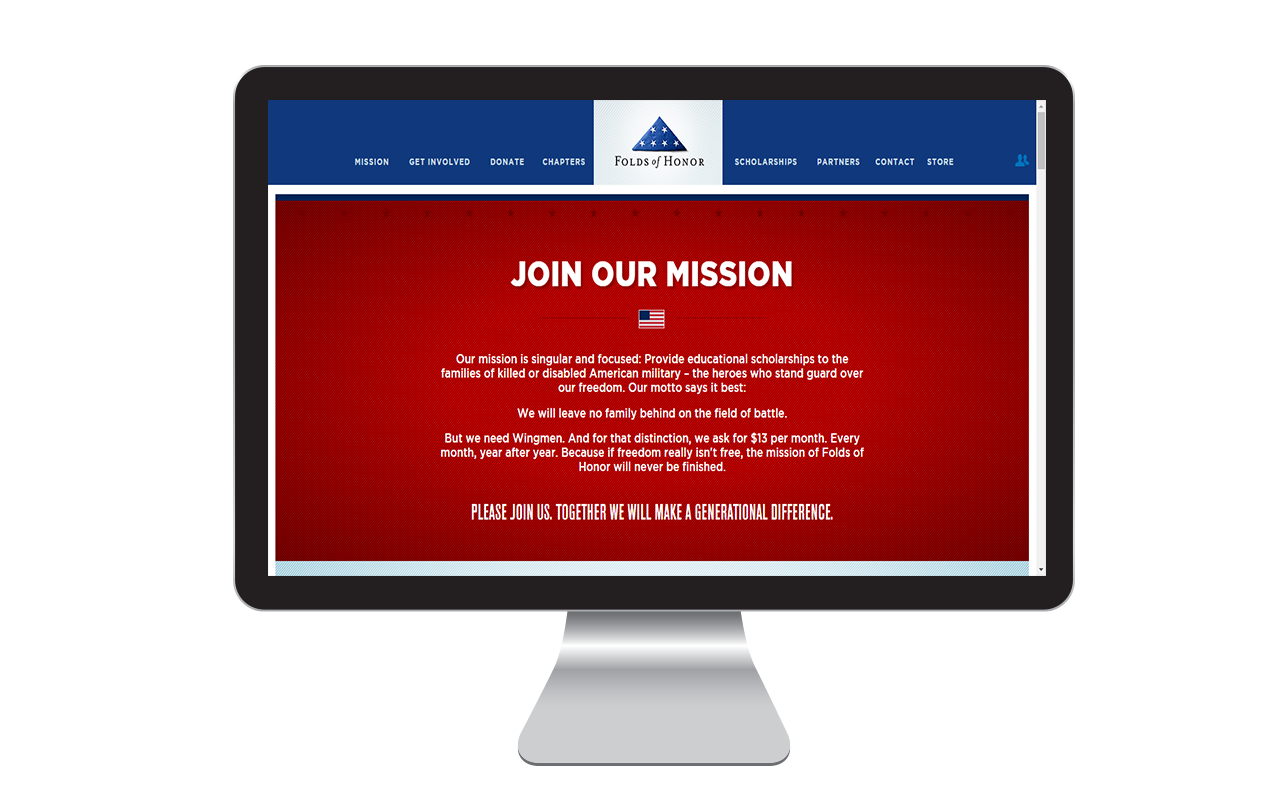 MISSION GET INVOLVED DONATE CHAPTERS FOLDS of HONOR SCHOLARSHIPS PARTNERS CONTACT STORE
JOIN OUR MISSION
Our mission is singular and focused: Provide educational scholarships to the
families of killed or disabled American military – the heroes who stand guard over
our freedom. Our motto says it best:
We will leave no family behind on the field of battle.
But we need Wingmen. And for that distinction, we ask for $13 per month. Every
month, year after year. Because if freedom really isn't free, the mission of Folds of
Honor will never be finished.
PLEASE JOIN US. TOGETHER WE WILL MAKE A GENERATIONAL DIFFERENCE.